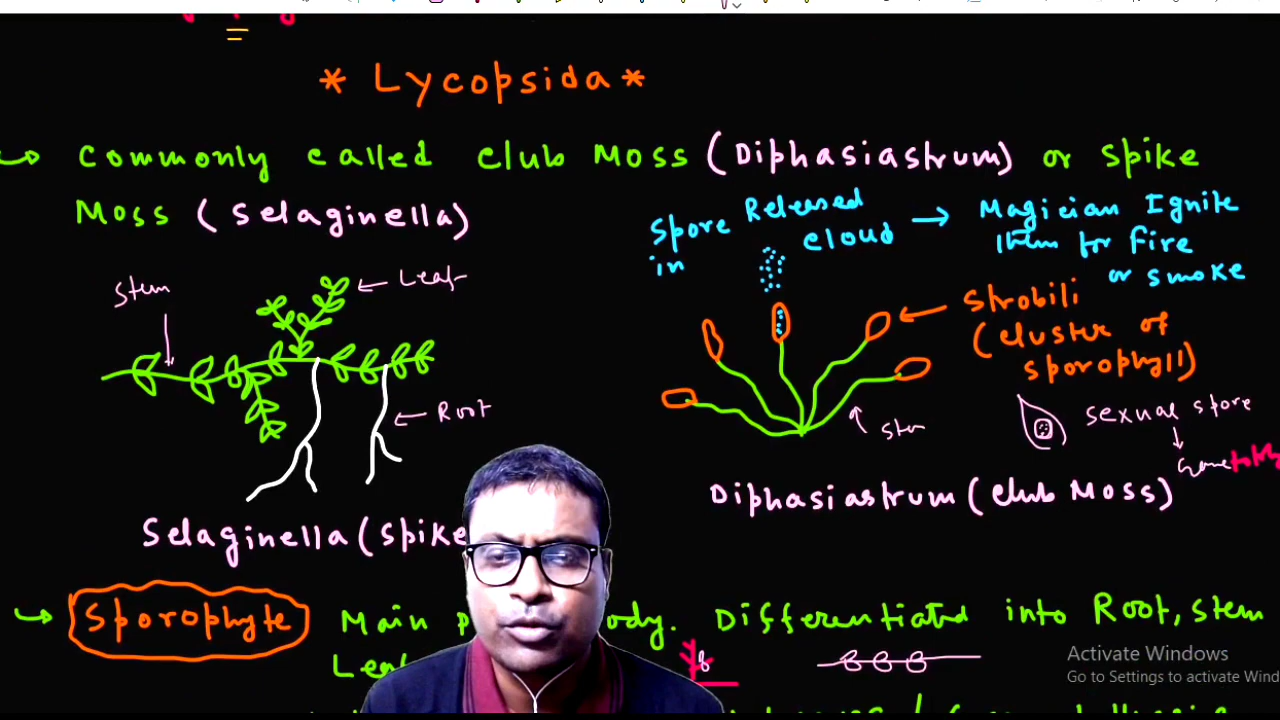 * Lycopsida *
Commonly called club Moss (Diphasiastrum) or spike
Moss (Selaginella)
Spore Released
in cloud → Magician Ignite
them for fire
or smoke
Stem
← Leaf
← Root
← Strobili
(cluster of
sporophyll)
Stem
sexual spore
Selaginella (Spike
Diphasiastrum (club Moss)
Sporophyte Main body. Differentiated into Root, stem
Activate Windows
Go to Settings to activate Wind